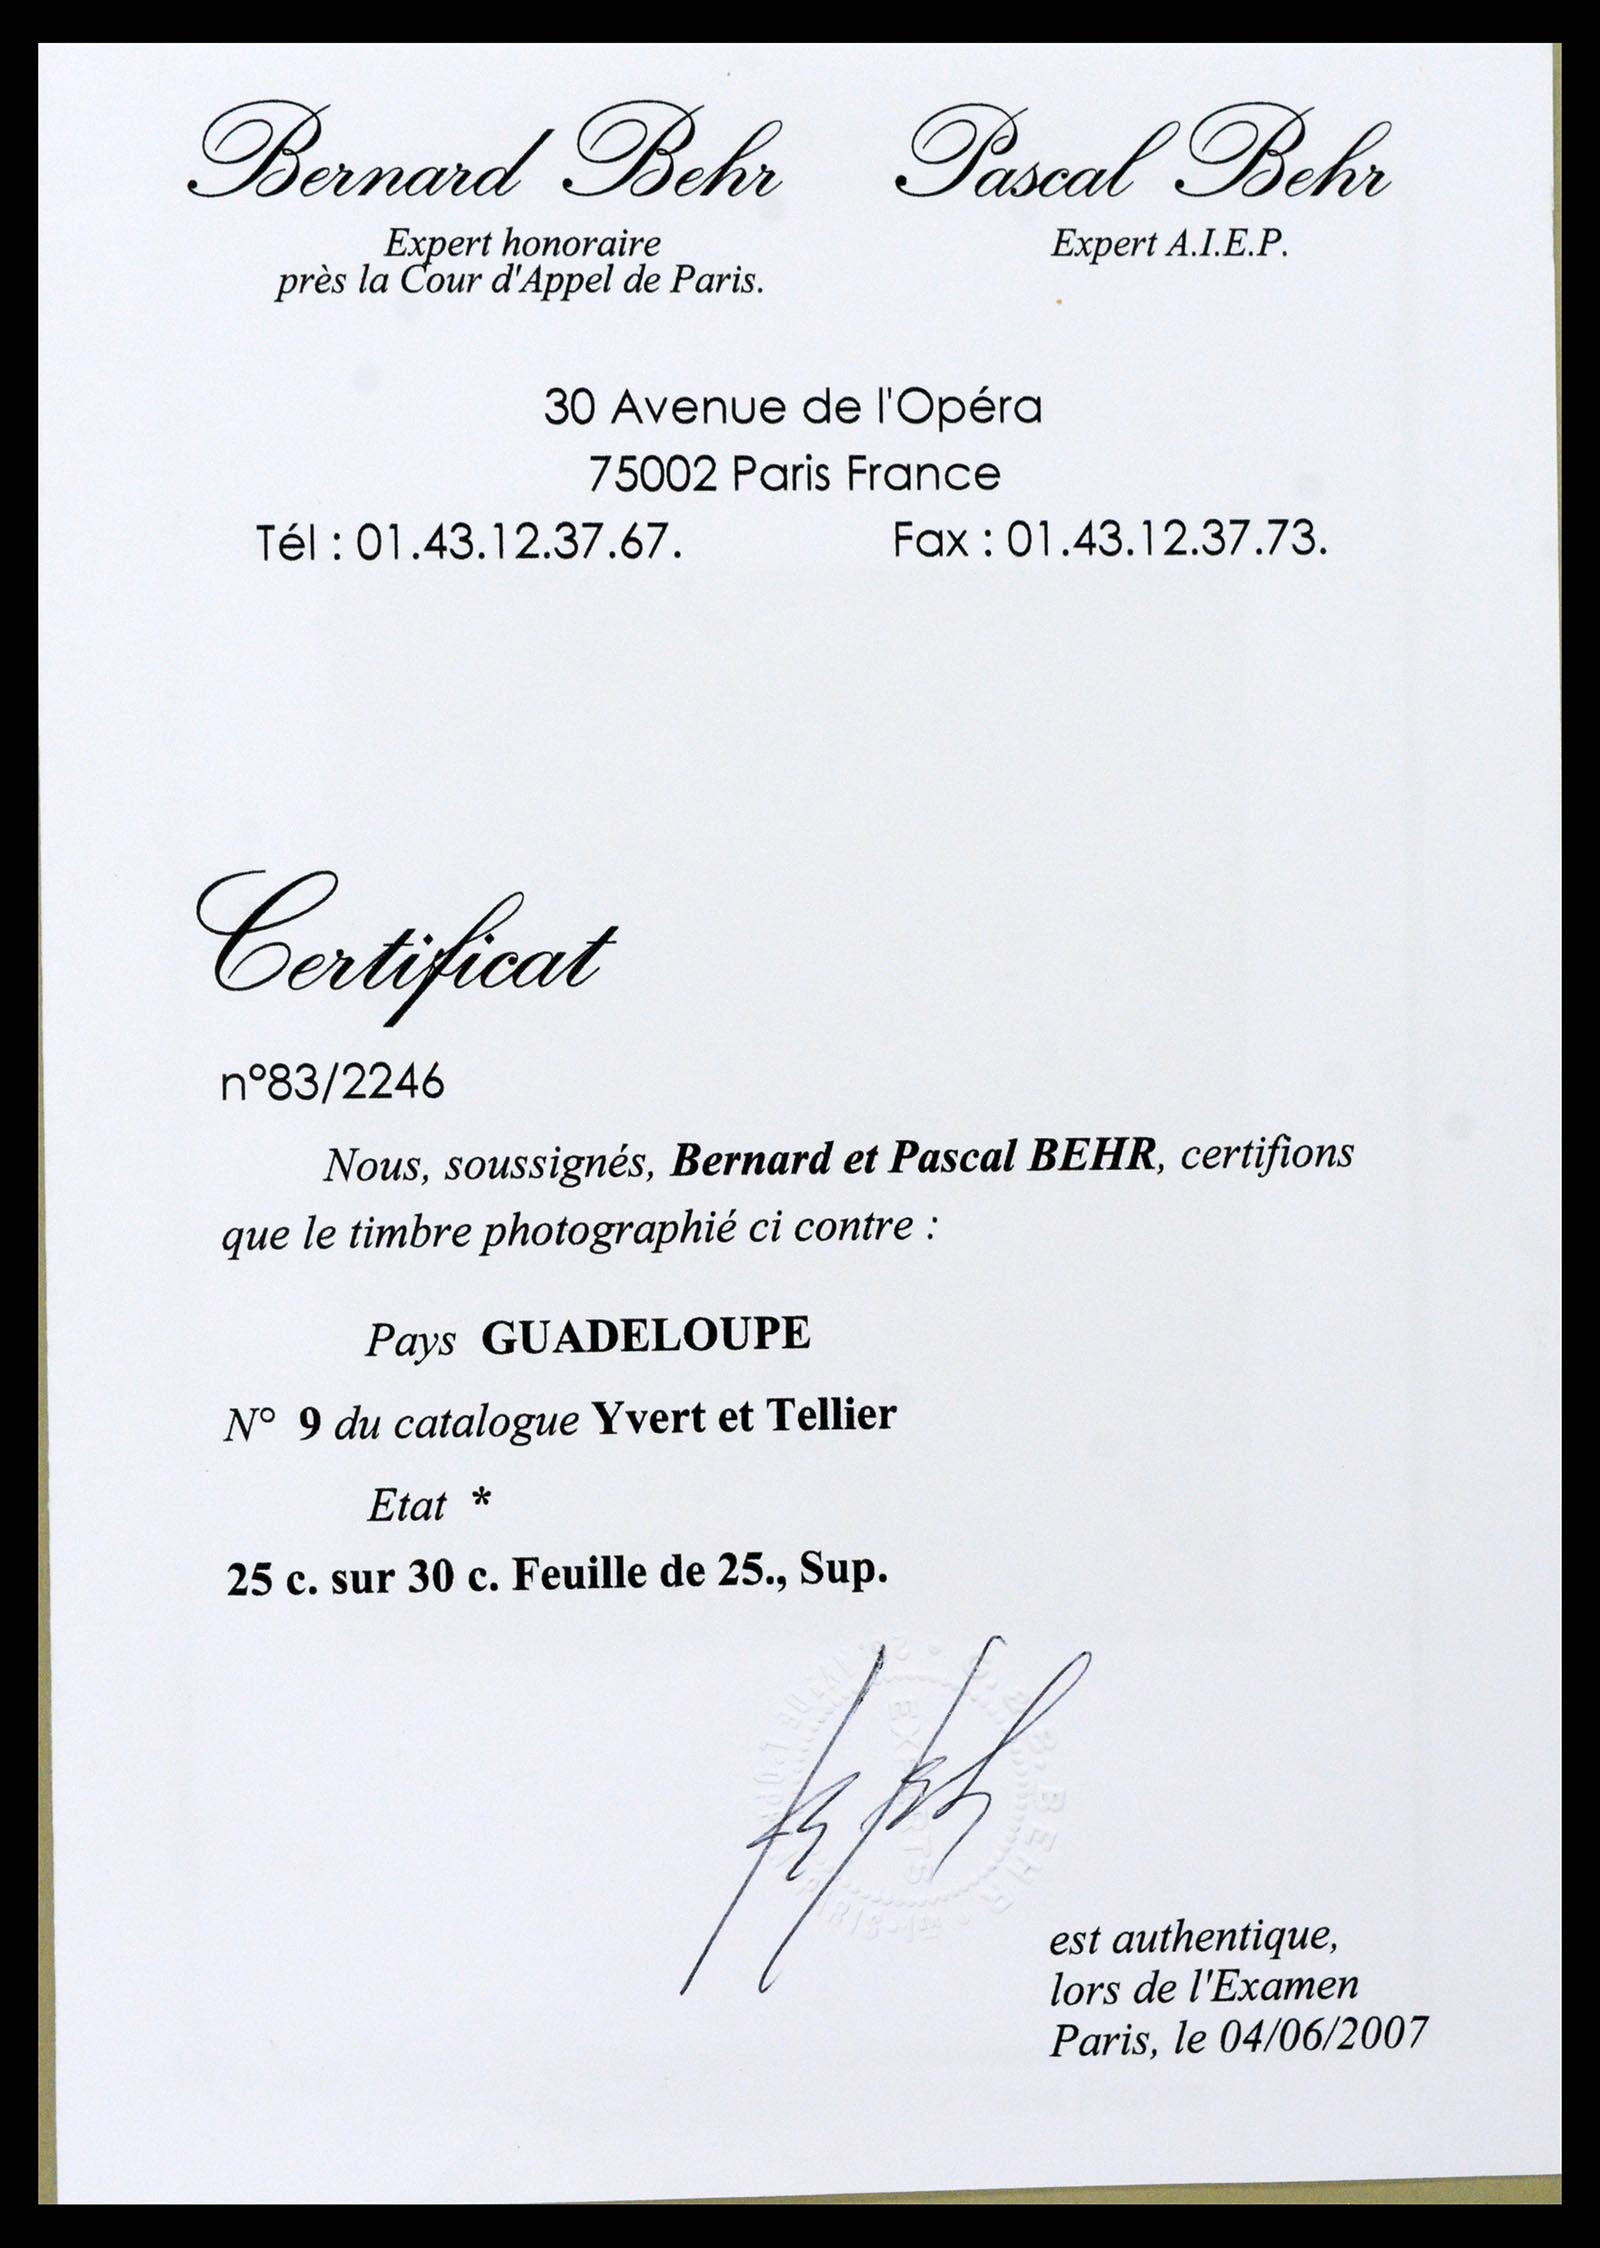 Bernard Behr Pascal Behr
Expert honoraire Expert A.I.E.P.
près la Cour d'Appel de Paris.
30 Avenue de l'Opéra
75002 Paris France
Tél : 01.43.12.37.67. Fax : 01.43.12.37.73.
Certificat
n°83/2246
Nous, soussignés, Bernard et Pascal BEHR, certifions
que le timbre photographié ci contre :
Pays GUADELOUPE
N° 9 du catalogue Yvert et Tellier
Etat *
25 c. sur 30 c. Feuille de 25., Sup.
EXPERTS
est authentique,
lors de l'Examen
Paris, le 04/06/2007